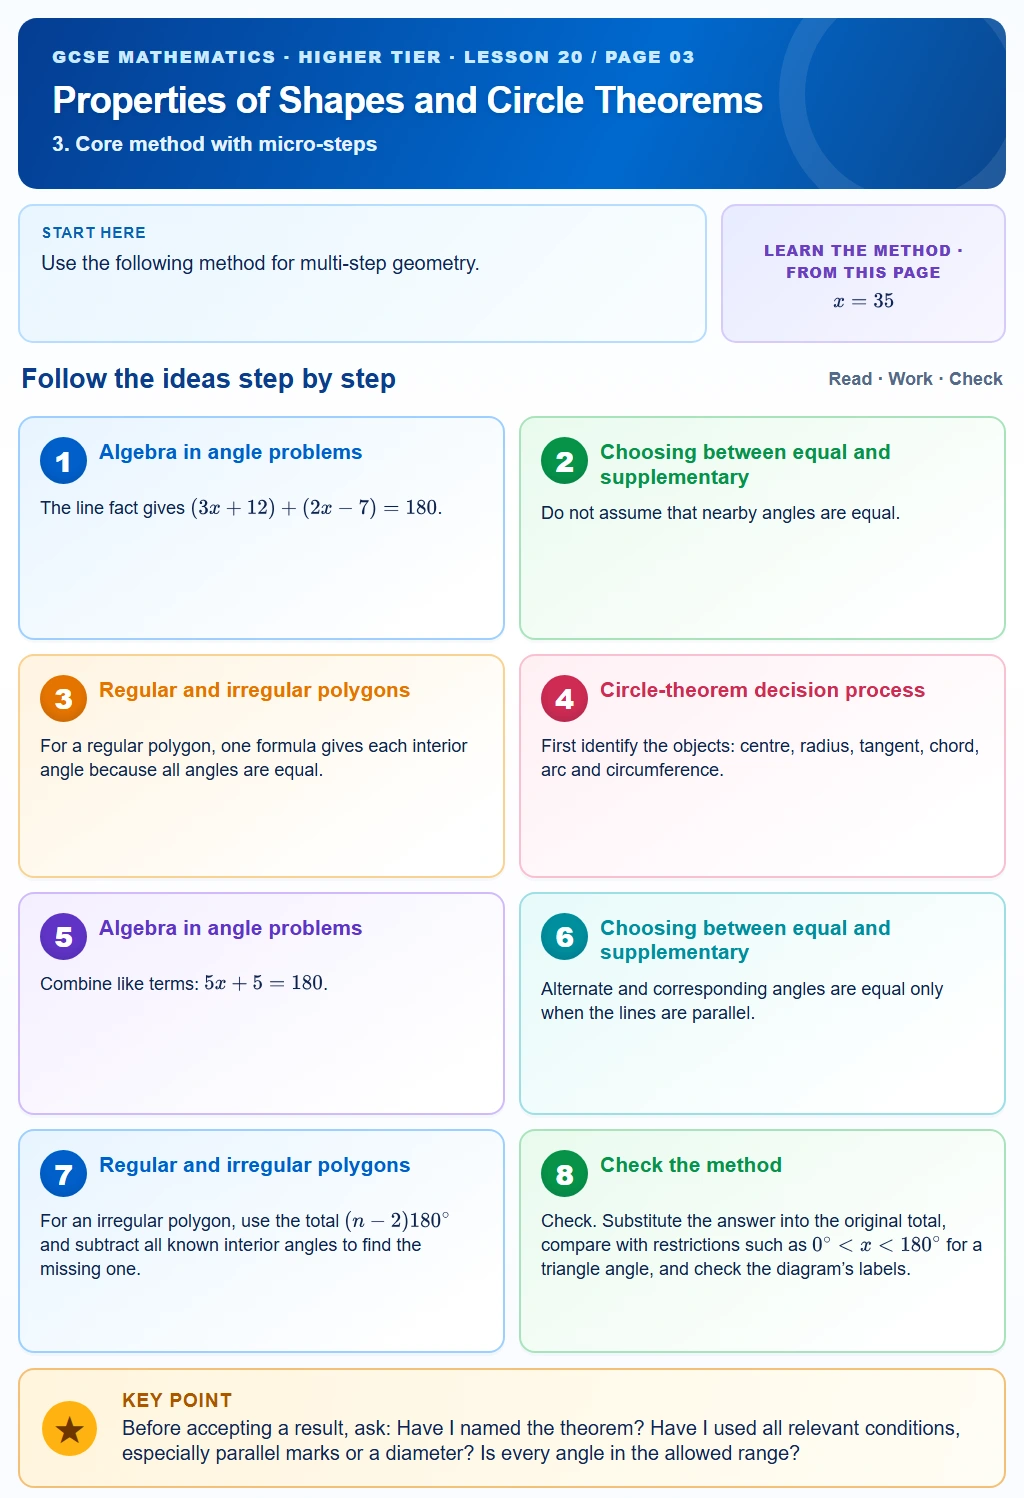 GCSE MATHEMATICS · HIGHER TIER · LESSON 20 / PAGE 03
Properties of Shapes and Circle Theorems
3. Core method with micro-steps
START HERE
Use the following method for multi-step geometry.
LEARN THE METHOD ·
FROM THIS PAGE
x = 35
Follow the ideas step by step
Read · Work · Check
1
Algebra in angle problems
The line fact gives (3x + 12) + (2x − 7) = 180.
2
Choosing between equal and
supplementary
Do not assume that nearby angles are equal.
3
Regular and irregular polygons
For a regular polygon, one formula gives each interior
angle because all angles are equal.
4
Circle-theorem decision process
First identify the objects: centre, radius, tangent, chord,
arc and circumference.
5
Algebra in angle problems
Combine like terms: 5x + 5 = 180.
6
Choosing between equal and
supplementary
Alternate and corresponding angles are equal only
when the lines are parallel.
7
Regular and irregular polygons
For an irregular polygon, use the total (n − 2)180°
and subtract all known interior angles to find the
missing one.
8
Check the method
Check. Substitute the answer into the original total,
compare with restrictions such as 0° < x < 180° for a
triangle angle, and check the diagram’s labels.
KEY POINT
Before accepting a result, ask: Have I named the theorem? Have I used all relevant conditions,
especially parallel marks or a diameter? Is every angle in the allowed range?